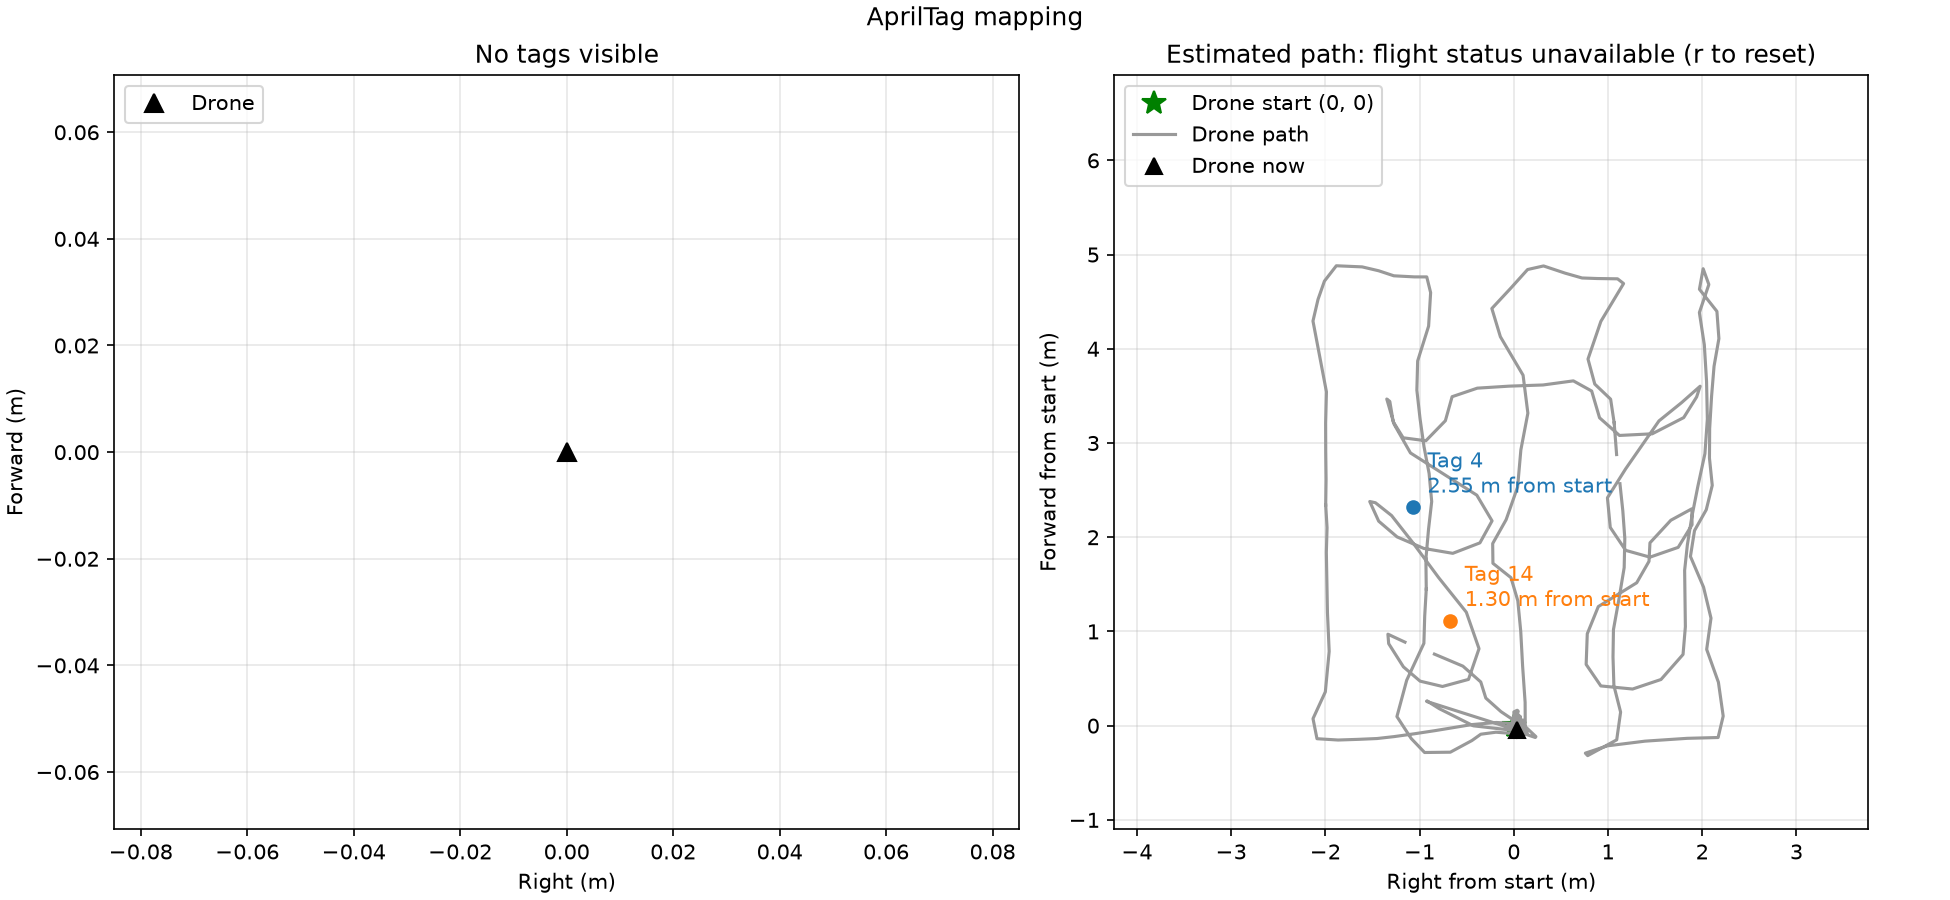 AprilTag mapping
No tags visible
Drone
0.06
0.04
0.02
0.00
−0.02
−0.04
−0.06
Forward (m)
−0.08 −0.06 −0.04 −0.02 0.00 0.02 0.04 0.06 0.08
Right (m)
Estimated path: flight status unavailable (r to reset)
Drone start (0, 0)
Drone path
Drone now
6
5
4
3
2
1
0
−1
Forward from start (m)
Tag 4
2.55 m from start
Tag 14
1.30 m from start
−4 −3 −2 −1 0 1 2 3
Right from start (m)